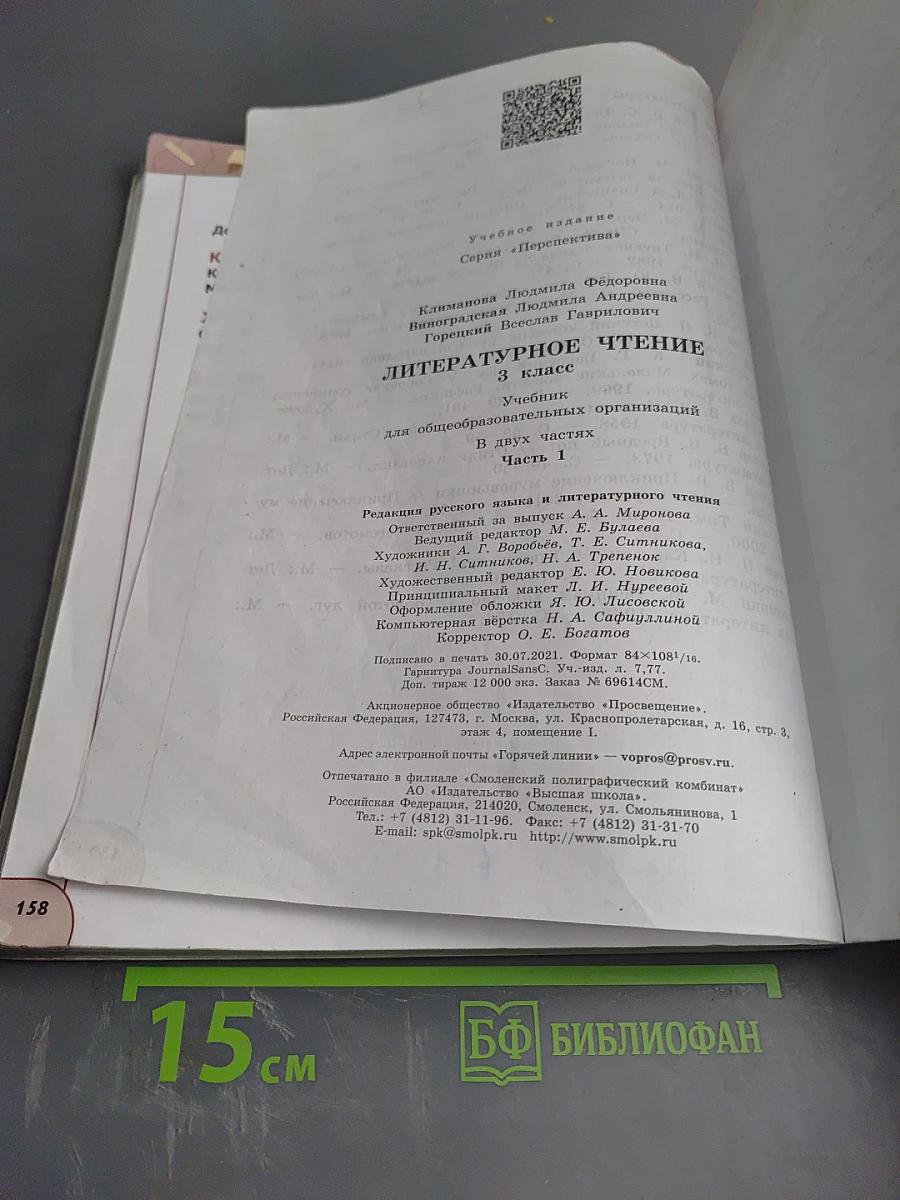 Учебное издание
Серия «Перспектива»
Климанова Людмила Фёдоровна
Виноградская Людмила Андреевна
Горецкий Всеслав Гаврилович
ЛИТЕРАТУРНОЕ ЧТЕНИЕ
3 класс
Учебник
для общеобразовательных организаций
В двух частях
Часть 1
Редакция русского языка и литературного чтения
Ответственный за выпуск А. А. Миронова
Ведущий редактор М. Е. Булаева
Художники А. Г. Воробьёв, Т. Е. Ситникова,
И. Н. Ситников, Н. А. Трепенок
Художественный редактор Е. Ю. Новикова
Принципиальный макет Л. И. Нуреевой
Оформление обложки Я. Ю. Лисовской
Компьютерная вёрстка Н. А. Сафиуллиной
Корректор О. Е. Богатов
Подписано в печать 30.07.2021. Формат 84×108¹/₁₆.
Гарнитура JournalSansC. Уч.-изд. л. 7,77.
Доп. тираж 12 000 экз. Заказ № 69614СМ.
Акционерное общество «Издательство «Просвещение».
Российская Федерация, 127473, г. Москва, ул. Краснопролетарская, д. 16, стр. 3,
этаж 4, помещение I.
Адрес электронной почты «Горячей линии» — vopros@prosv.ru.
Отпечатано в филиале «Смоленский полиграфический комбинат»
АО «Издательство «Высшая школа».
Российская Федерация, 214020, Смоленск, ул. Смольянинова, 1
Тел.: +7 (4812) 31-11-96. Факс: +7 (4812) 31-31-70
E-mail: spk@smolpk.ru http://www.smolpk.ru
158
15 см
БФ БИБЛИОФАН